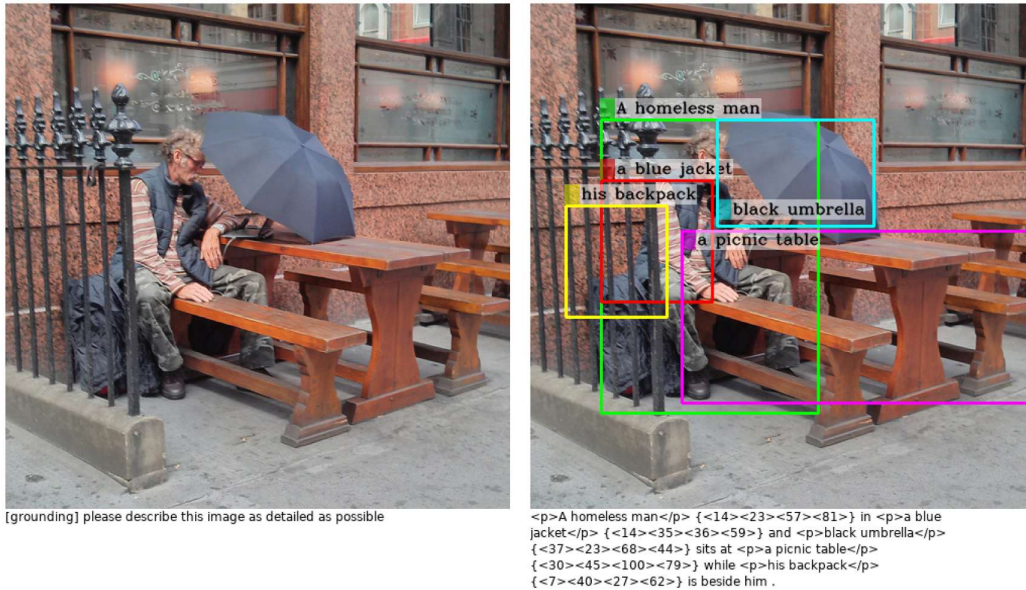 A homeless man
a blue jacket
his backpack
black umbrella
a picnic table
[grounding] please describe this image as detailed as possible
<p>A homeless man</p> {<14><23><57><81>} in <p>a blue
jacket</p> {<14><35><36><59>} and <p>black umbrella</p>
{<37><23><68><44>} sits at <p>a picnic table</p>
{<30><45><100><79>} while <p>his backpack</p>
{<7><40><27><62>} is beside him .